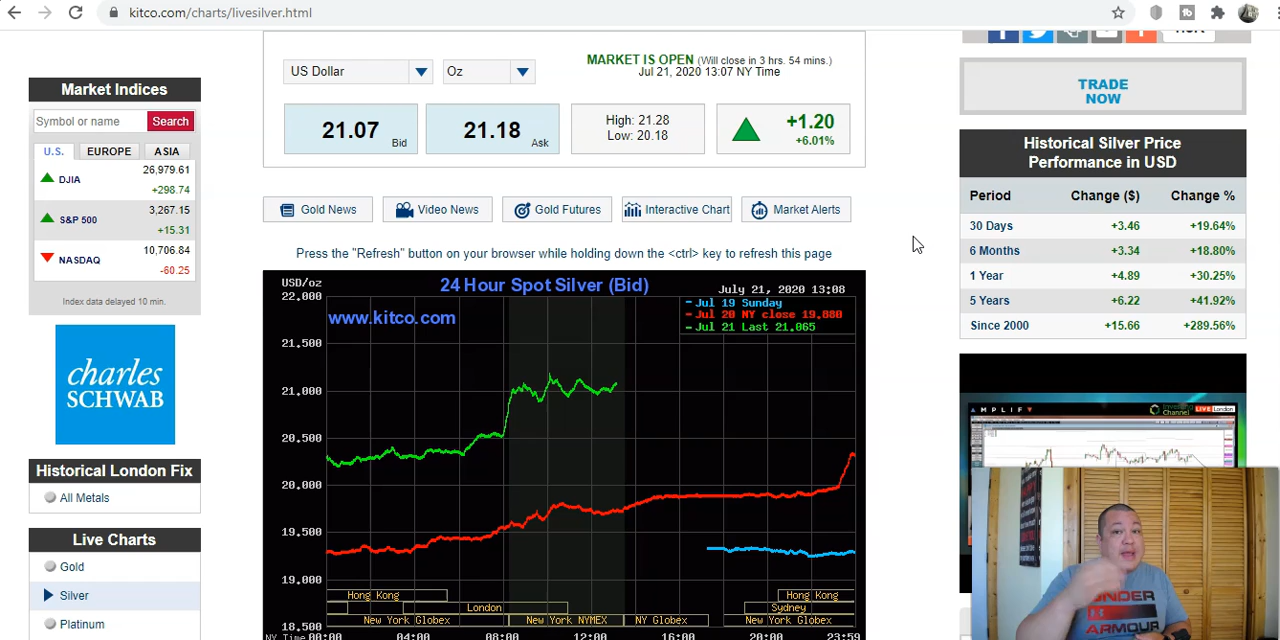 kitco.com/charts/livesilver.html
Market Indices
Symbol or name Search
U.S. EUROPE ASIA
DJIA 26,979.61
+298.74
S&P 500 3,267.15
+15.31
NASDAQ 10,706.84
-60.25
Index data delayed 10 min.
charles
SCHWAB
Historical London Fix
All Metals
Live Charts
Gold
Silver
Platinum
US Dollar Oz
MARKET IS OPEN (Will close in 3 hrs. 54 mins.)
Jul 21, 2020 13:07 NY Time
21.07 Bid
21.18 Ask
High: 21.28
Low: 20.18
+1.20
+6.01%
Gold News Video News Gold Futures Interactive Chart Market Alerts
Press the "Refresh" button on your browser while holding down the <ctrl> key to refresh this page
USD/oz 24 Hour Spot Silver (Bid) July 21, 2020 13:08
www.kitco.com
Jul 19 Sunday
Jul 20 NY close 19.880
Jul 21 Last 21.065
22.000
21.500
21.000
20.500
20.000
19.500
19.000
18.500
Hong Kong Hong Kong
London Sydney
New York Globex New York NYMEX NY Globex New York Globex
NY Time 00:00 04:00 08:00 12:00 16:00 20:00 23:59
TRADE
NOW
Historical Silver Price
Performance in USD
Period Change ($) Change %
30 Days +3.46 +19.64%
6 Months +3.34 +18.80%
1 Year +4.89 +30.25%
5 Years +6.22 +41.92%
Since 2000 +15.66 +289.56%
AMPLIF
Investing
Channel
LIVE London
UNDER
ARMOUR